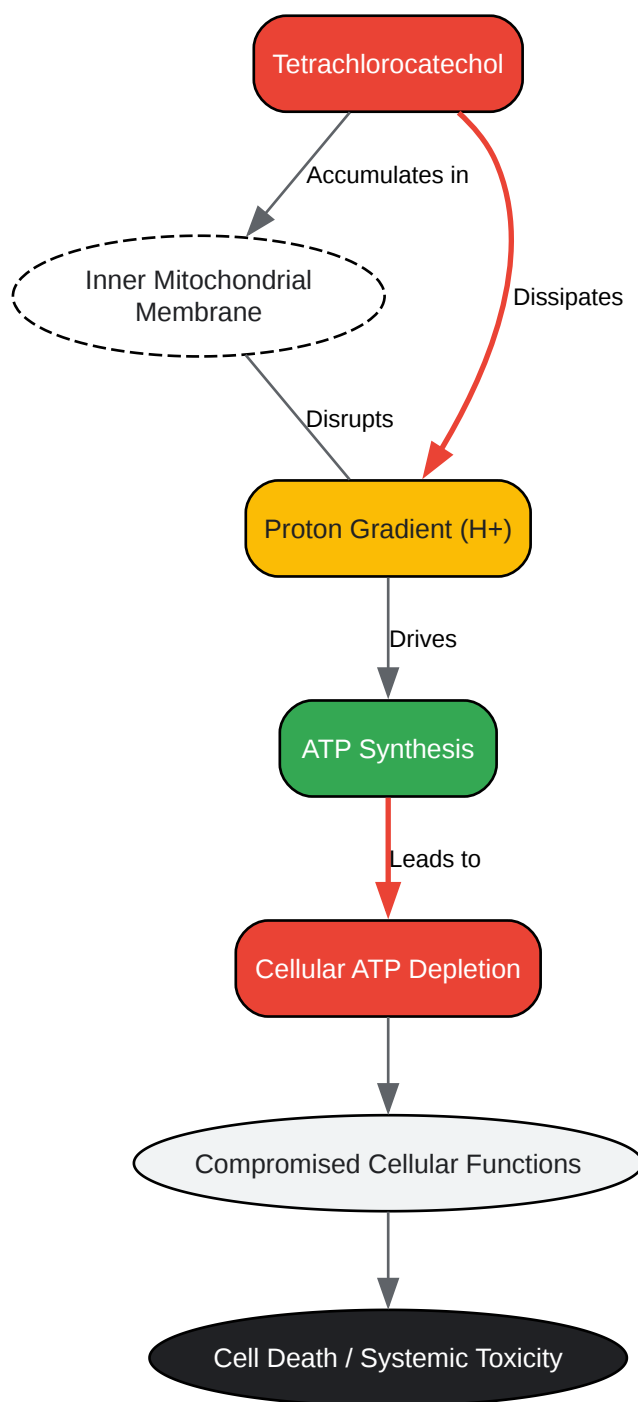 Tetrachlorocatechol
Accumulates in
Inner Mitochondrial
Membrane
Dissipates
Disrupts
Proton Gradient (H+)
Drives
ATP Synthesis
Leads to
Cellular ATP Depletion
Compromised Cellular Functions
Cell Death / Systemic Toxicity